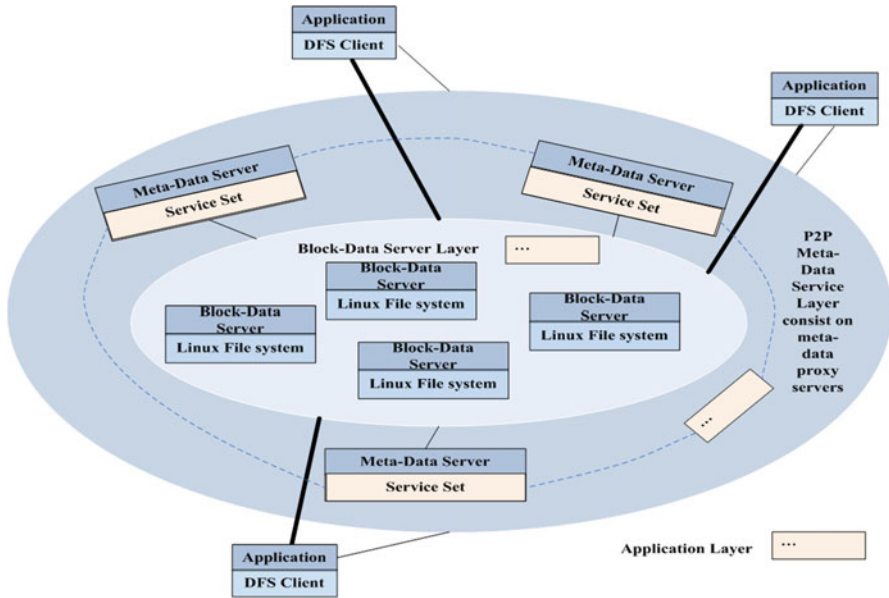 Application
DFS Client
Application
DFS Client
Meta-Data Server
Service Set
Meta-Data Server
Service Set
P2P
Meta-
Data
Service
Layer
consist on
meta-
data
proxy
servers
Block-Data Server Layer
...
Block-Data
Server
Linux File system
Block-Data
Server
Linux File system
Block-Data
Server
Linux File system
Block-Data
Server
Linux File system
...
Meta-Data Server
Service Set
Application
DFS Client
Application Layer
...